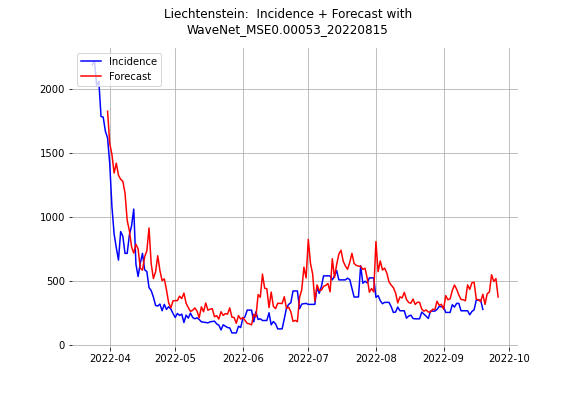 Liechtenstein:  Incidence + Forecast with
WaveNet_MSE0.00053_20220815
Incidence
Forecast
2000
1500
1000
500
0
2022-04 2022-05 2022-06 2022-07 2022-08 2022-09 2022-10